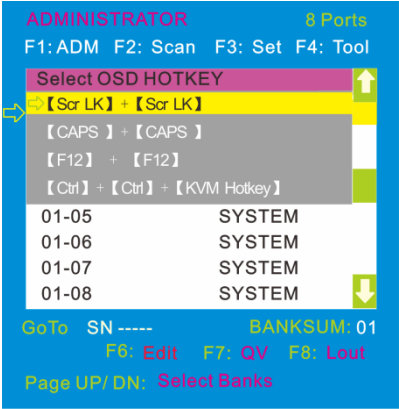 ADMINISTRATOR 8 Ports
F1: ADM F2: Scan F3: Set F4: Tool
Select OSD HOTKEY
【Scr LK】+【Scr LK】
【CAPS 】+【CAPS 】
【F12】 + 【F12】
【Ctrl】+【Ctrl】+【KVM Hotkey】
01-05 SYSTEM
01-06 SYSTEM
01-07 SYSTEM
01-08 SYSTEM
GoTo SN ----- BANKSUM: 01
F6: Edit F7: QV F8: Lout
Page UP/ DN: Select Banks